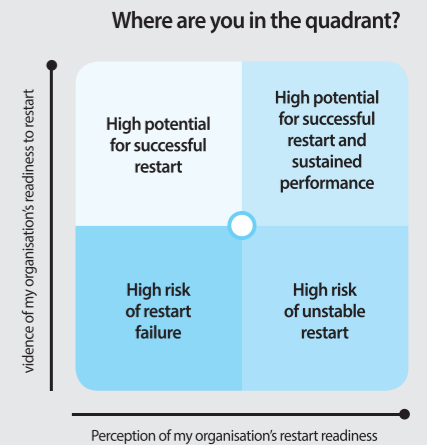 Where are you in the quadrant?
vidence of my organisation's readiness to restart
High potential
for successful
restart
High potential
for successful
restart and
sustained
performance
High risk
of restart
failure
High risk
of unstable
restart
Perception of my organisation's restart readiness